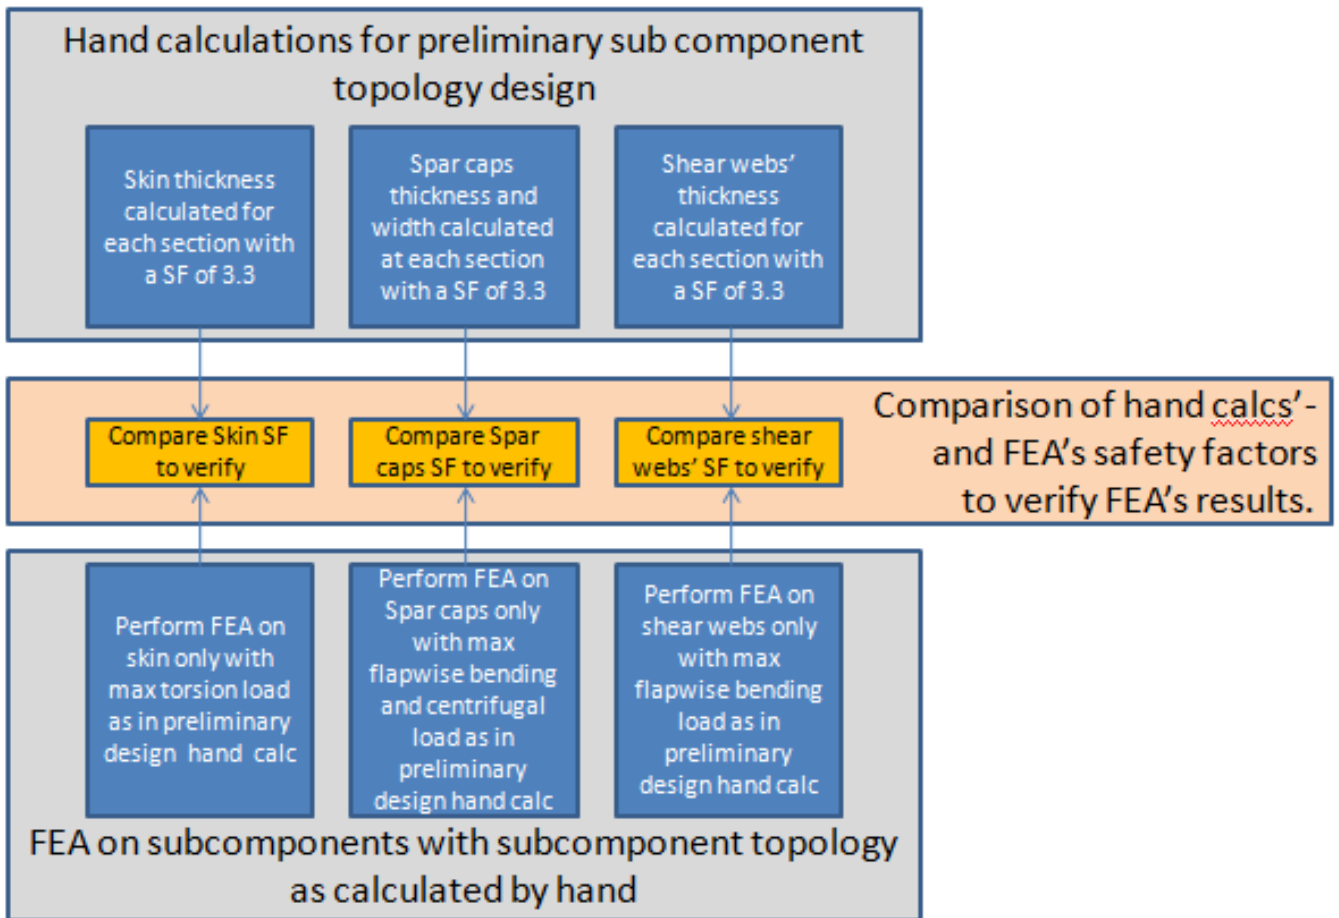 Hand calculations for preliminary sub component
topology design
Skin thickness
calculated for
each section with
a SF of 3.3
Spar caps
thickness and
width calculated
at each section
with a SF of 3.3
Shear webs’
thickness
calculated for
each section with
a SF of 3.3
Compare Skin SF
to verify
Compare Spar
caps SF to verify
Compare shear
webs’ SF to verify
Comparison of hand calcs’-
and FEA’s safety factors
to verify FEA’s results.
Perform FEA on
skin only with
max torsion load
as in preliminary
design hand calc
Perform FEA on
Spar caps only
with max
flapwise bending
and centrifugal
load as in
preliminary
design hand calc
Perform FEA on
shear webs only
with max
flapwise bending
load as in
preliminary
design hand calc
FEA on subcomponents with subcomponent topology
as calculated by hand